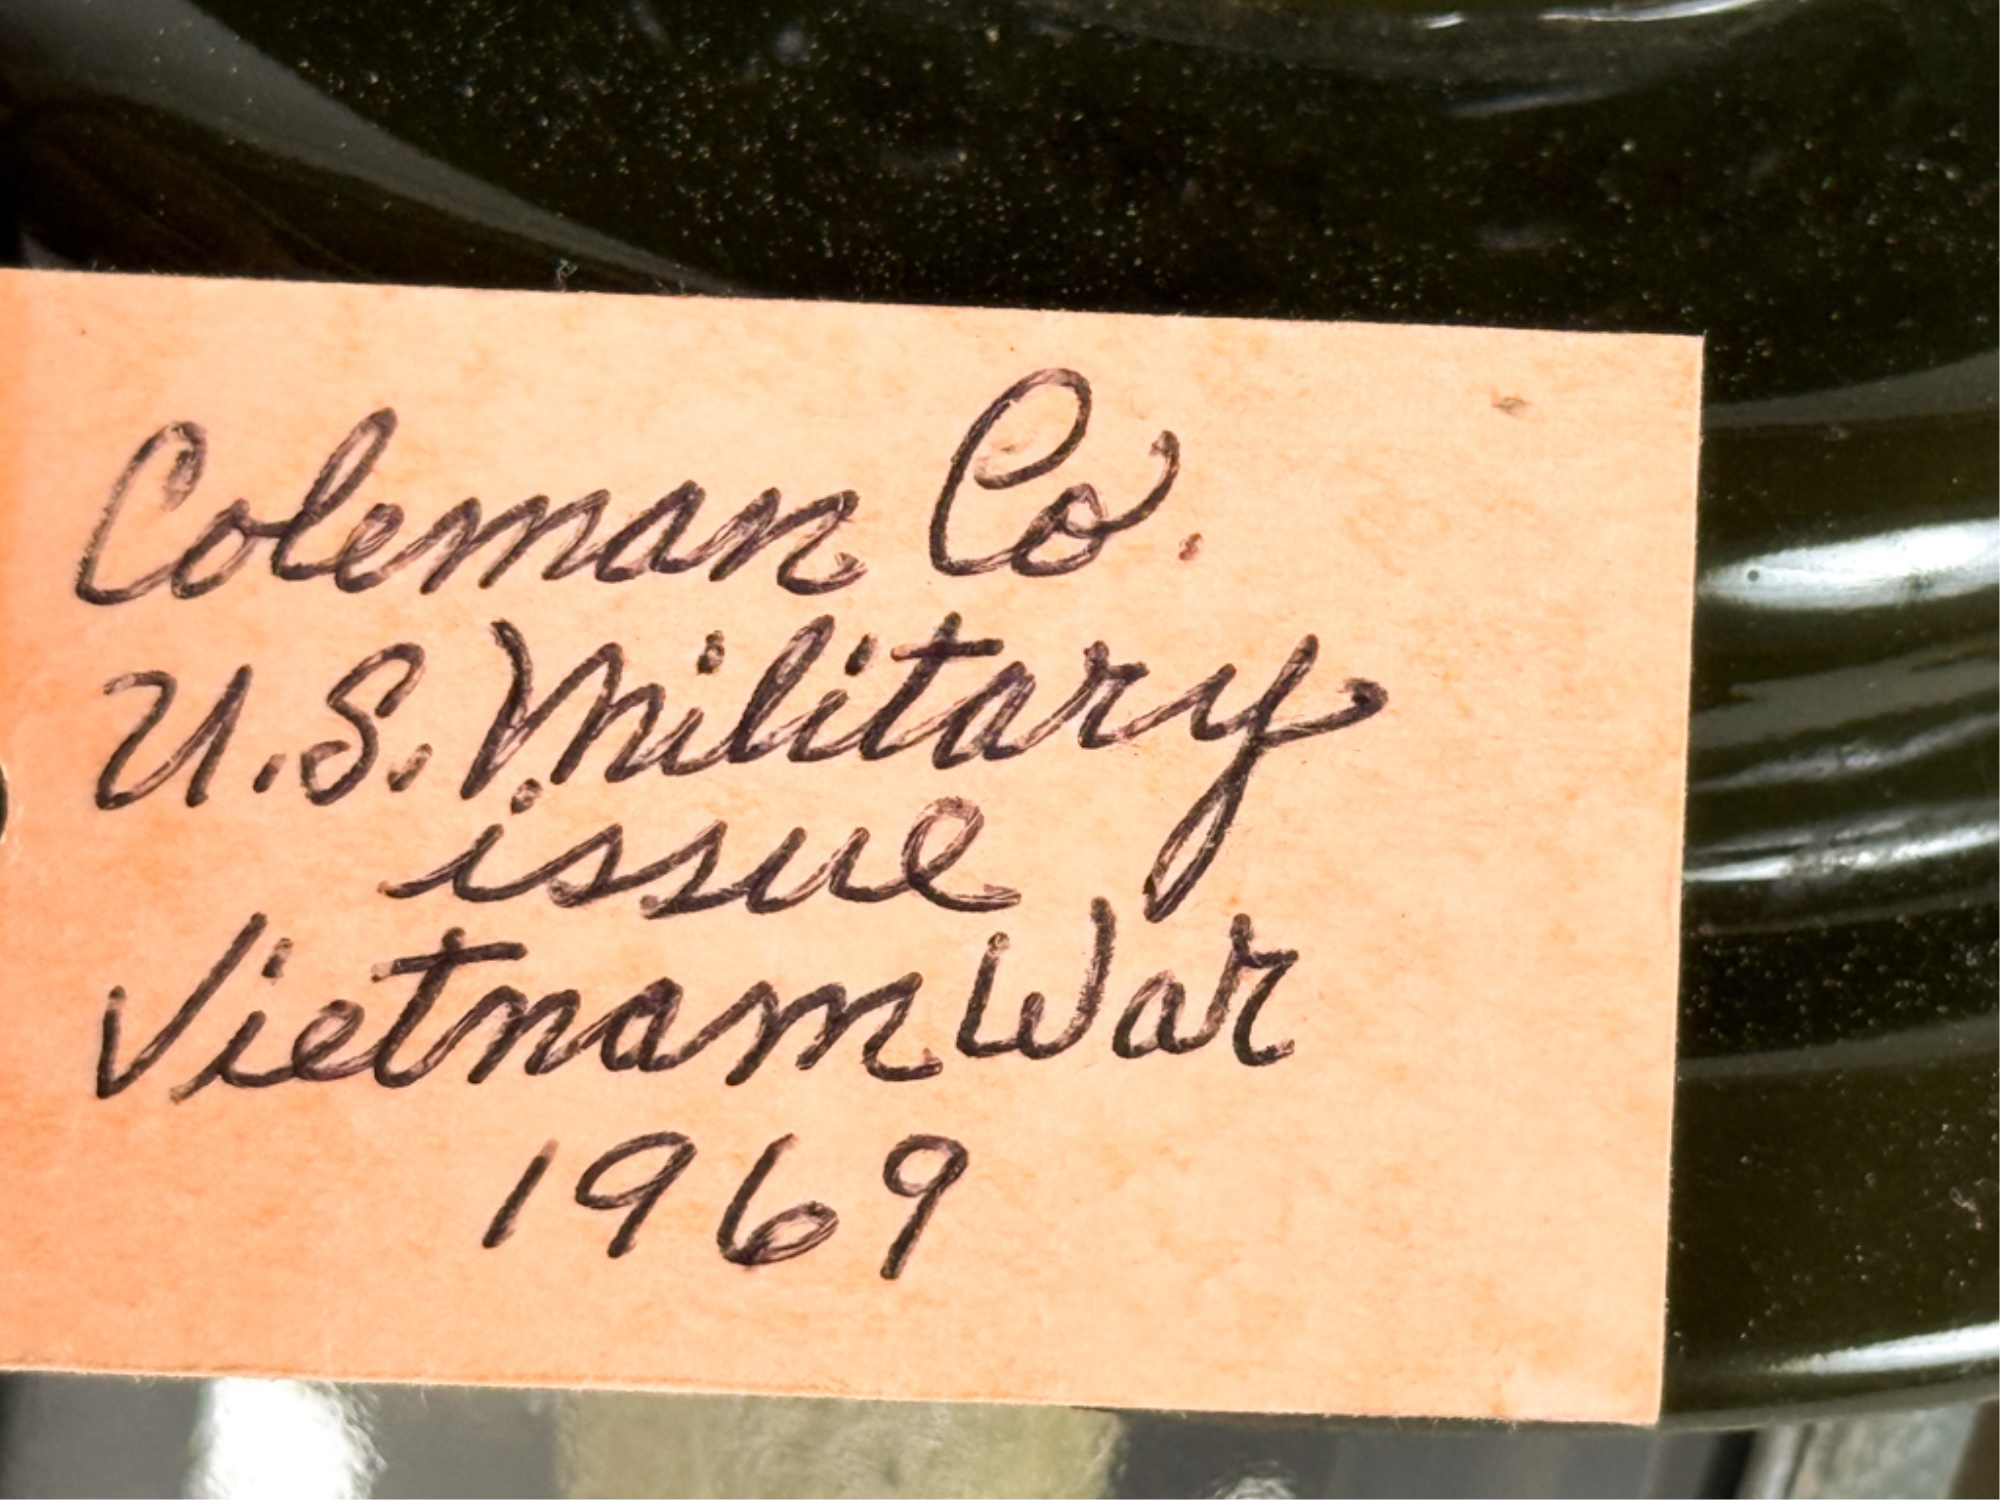 Coleman Co.
U.S. Military
issue
Vietnam War
1969